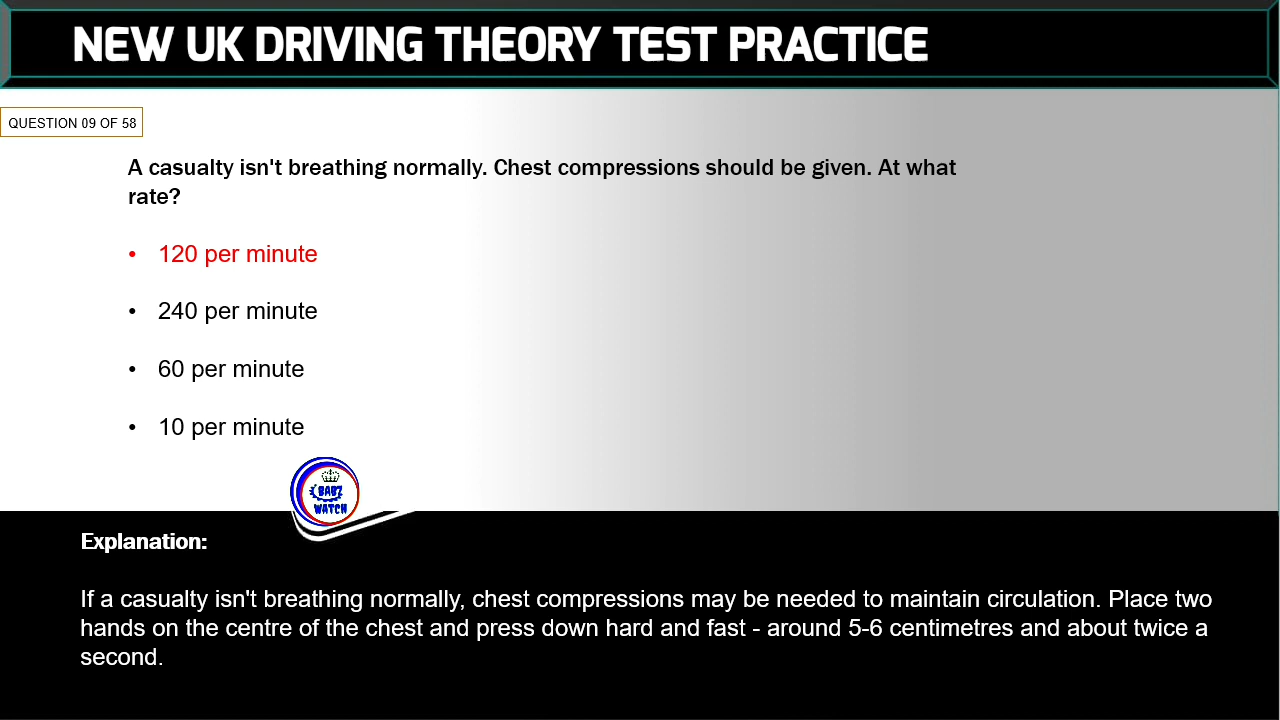 NEW UK DRIVING THEORY TEST PRACTICE
QUESTION 09 OF 58
A casualty isn't breathing normally. Chest compressions should be given. At what
rate?
• 120 per minute
• 240 per minute
• 60 per minute
• 10 per minute
BABZ
WATCH
Explanation:
If a casualty isn't breathing normally, chest compressions may be needed to maintain circulation. Place two
hands on the centre of the chest and press down hard and fast - around 5-6 centimetres and about twice a
second.